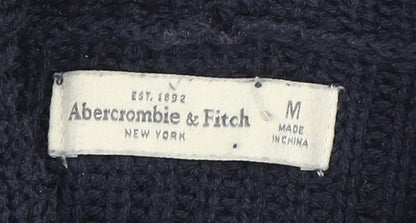 EST. 1892
Abercrombie & Fitch
NEW YORK
M
MADE
IN CHINA